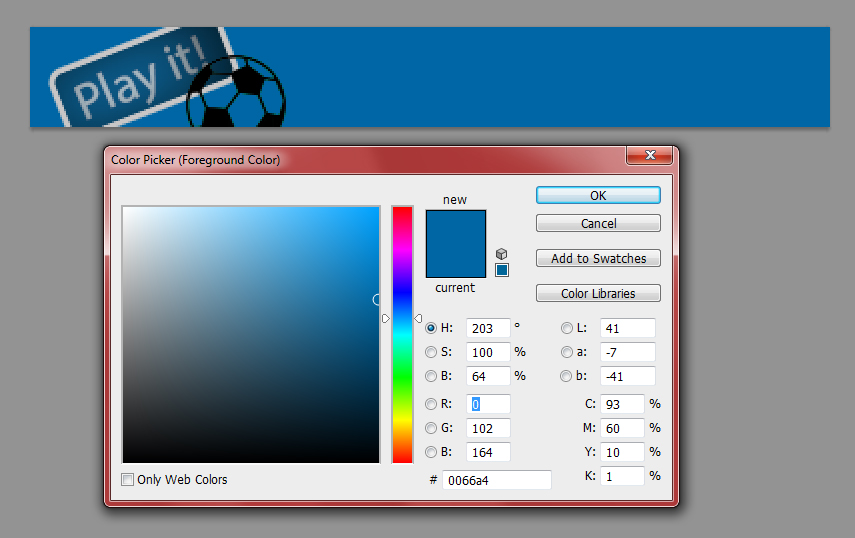 Play it!
Color Picker (Foreground Color)
new
current
OK
Cancel
Add to Swatches
Color Libraries
H: 203 °
S: 100 %
B: 64 %
R: 0
G: 102
B: 164
# 0066a4
L: 41
a: -7
b: -41
C: 93 %
M: 60 %
Y: 10 %
K: 1 %
Only Web Colors